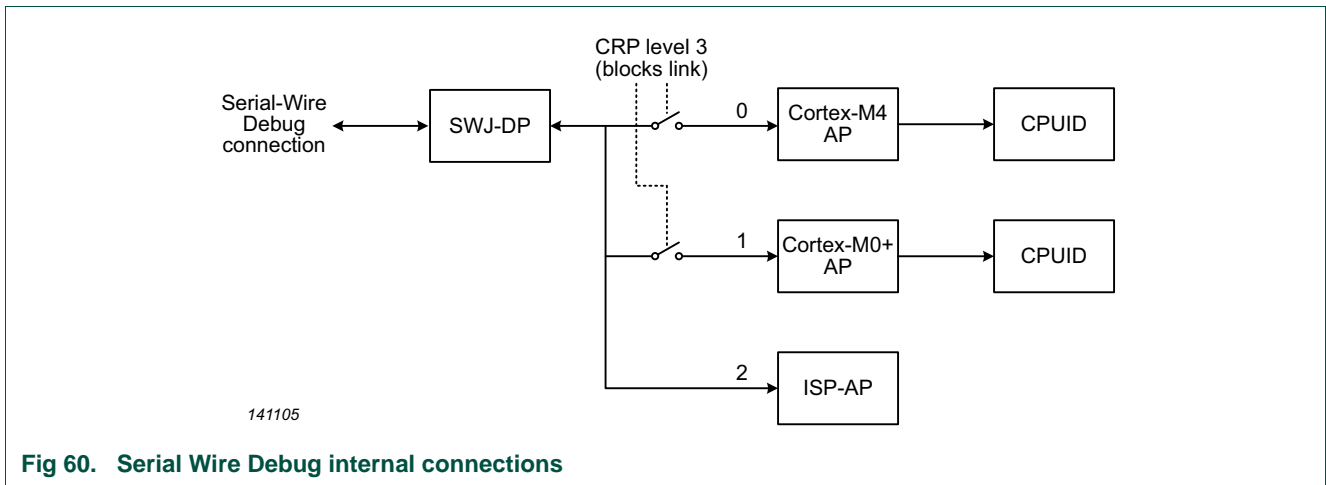 CRP level 3
(blocks link)
Serial-Wire
Debug
connection
SWJ-DP
0
Cortex-M4
AP
CPUID
1
Cortex-M0+
AP
CPUID
2
ISP-AP
141105
Fig 60. Serial Wire Debug internal connections